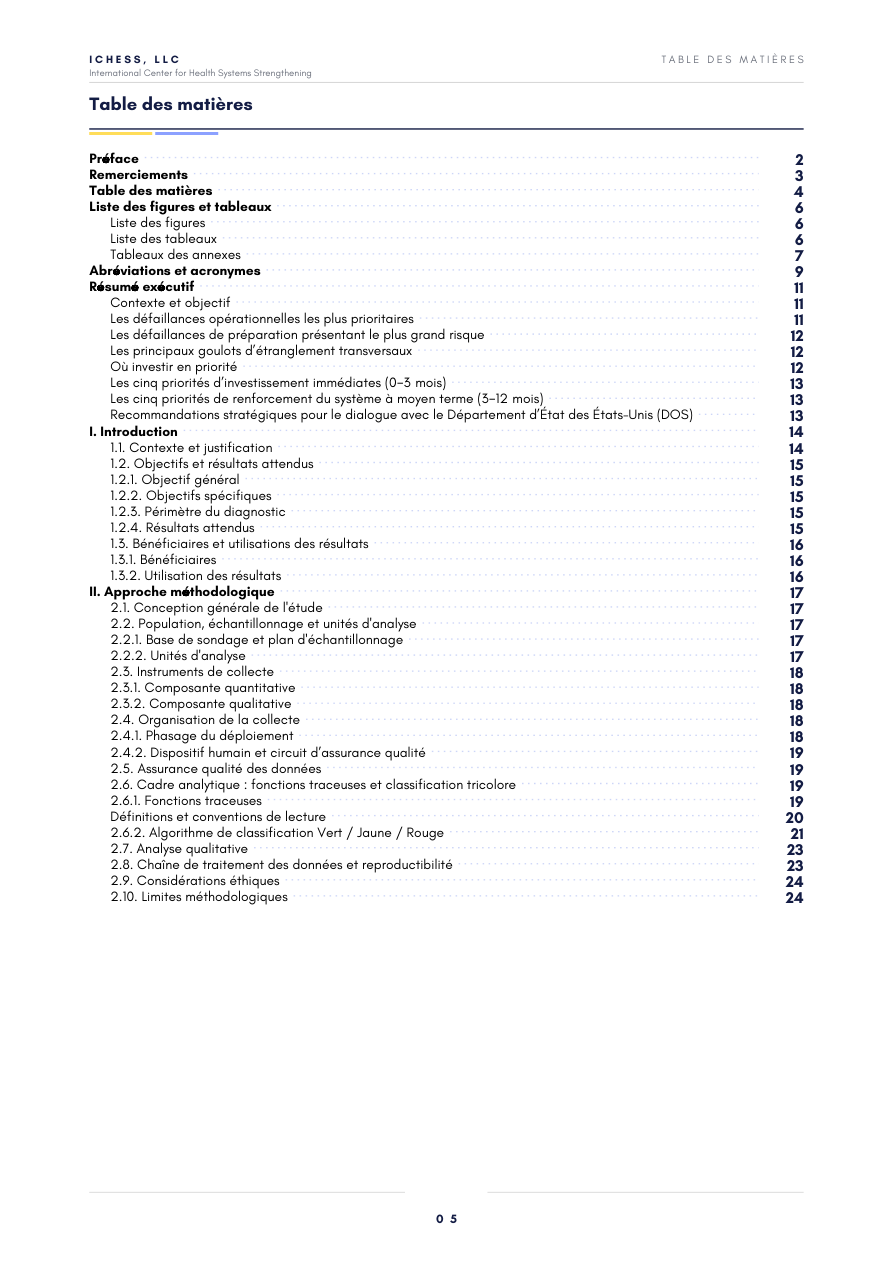 ICHESS, LLC
TABLE DES MATIÈRES
International Center for Health Systems Strengthening
Table des matières
Préface 2
Remerciements 3
Table des matières 4
Liste des figures et tableaux 6
Liste des figures 6
Liste des tableaux 6
Tableaux des annexes 7
Abréviations et acronymes 9
Résumé exécutif 11
Contexte et objectif 11
Les défaillances opérationnelles les plus prioritaires 11
Les défaillances de préparation présentant le plus grand risque 12
Les principaux goulots d’étranglement transversaux 12
Où investir en priorité 12
Les cinq priorités d’investissement immédiates (0–3 mois) 13
Les cinq priorités de renforcement du système à moyen terme (3–12 mois) 13
Recommandations stratégiques pour le dialogue avec le Département d’État des États-Unis (DOS) 13
I. Introduction 14
1.1. Contexte et justification 14
1.2. Objectifs et résultats attendus 15
1.2.1. Objectif général 15
1.2.2. Objectifs spécifiques 15
1.2.3. Périmètre du diagnostic 15
1.2.4. Résultats attendus 15
1.3. Bénéficiaires et utilisations des résultats 16
1.3.1. Bénéficiaires 16
1.3.2. Utilisation des résultats 16
II. Approche méthodologique 17
2.1. Conception générale de l'étude 17
2.2. Population, échantillonnage et unités d'analyse 17
2.2.1. Base de sondage et plan d'échantillonnage 17
2.2.2. Unités d'analyse 17
2.3. Instruments de collecte 18
2.3.1. Composante quantitative 18
2.3.2. Composante qualitative 18
2.4. Organisation de la collecte 18
2.4.1. Phasage du déploiement 18
2.4.2. Dispositif humain et circuit d’assurance qualité 19
2.5. Assurance qualité des données 19
2.6. Cadre analytique : fonctions traceuses et classification tricolore 19
2.6.1. Fonctions traceuses 19
Définitions et conventions de lecture 20
2.6.2. Algorithme de classification Vert / Jaune / Rouge 21
2.7. Analyse qualitative 23
2.8. Chaîne de traitement des données et reproductibilité 23
2.9. Considérations éthiques 24
2.10. Limites méthodologiques 24
05